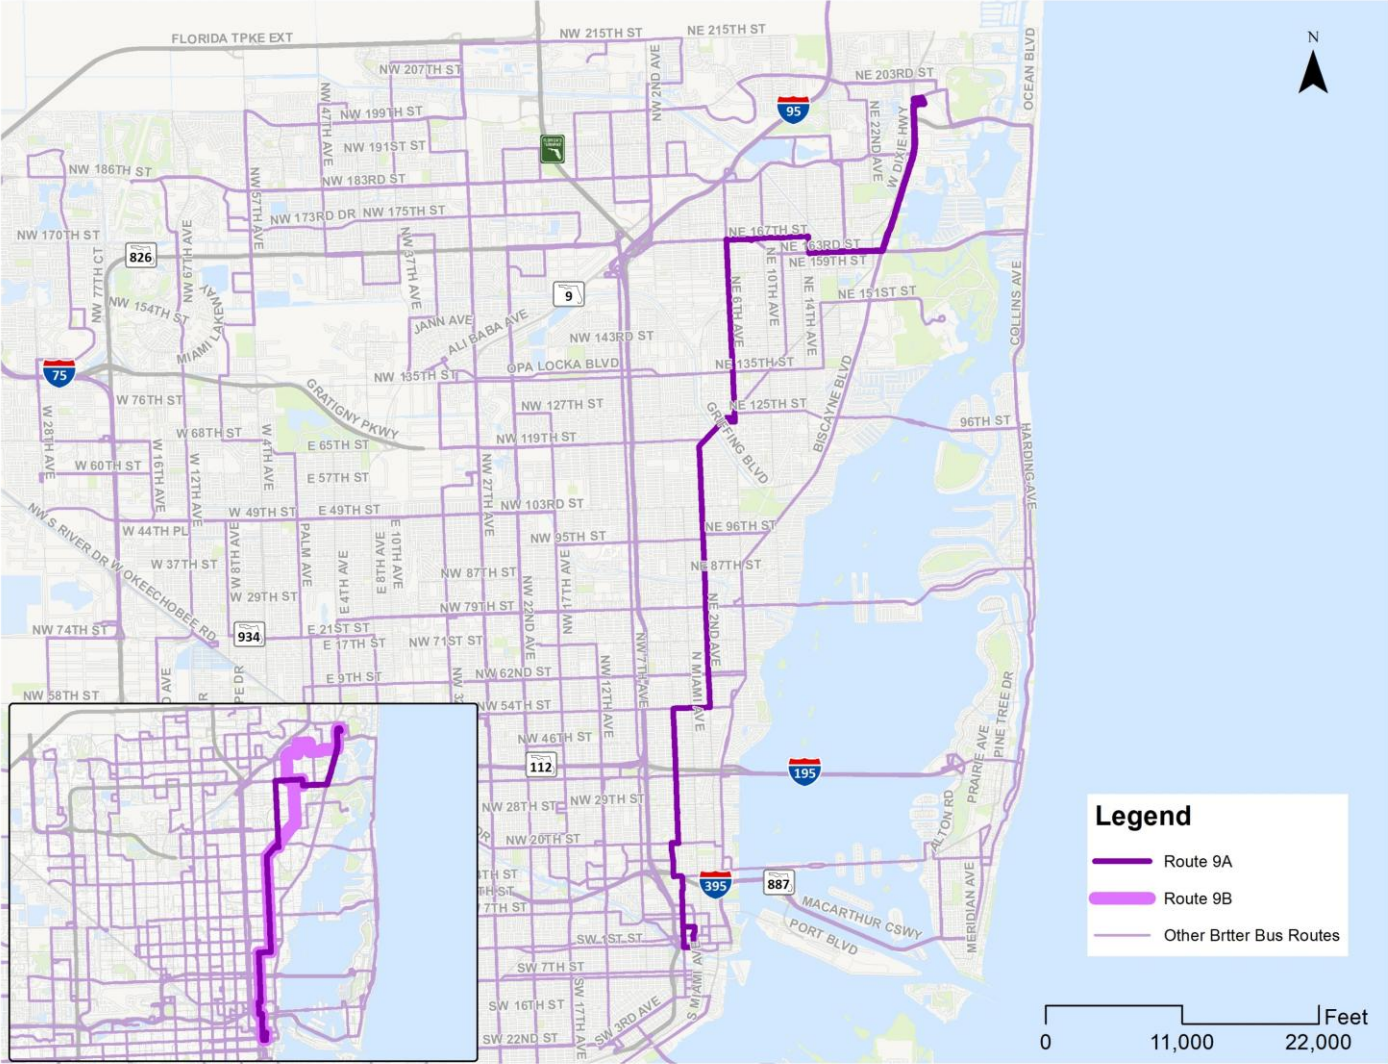 FLORIDA TPKE EXT
NW 215TH ST
NE 215TH ST
OCEAN BLVD
N
NW 207TH ST
NW 2ND AVE
NE 203RD ST
NW 47TH AVE
NW 199TH ST
95
NE 22ND AVE
W DIXIE HWY
NW 191ST ST
NW 186TH ST
NW 57TH AVE
NW 183RD ST
NW 173RD DR
NW 175TH ST
NW 170TH ST
NW 77TH CT
NW 67TH AVE
NW 37TH AVE
NE 167TH ST
NE 163RD ST
NE 159TH ST
826
9
NE 6TH AVE
NE 10TH AVE
NE 14TH AVE
NE 151ST ST
COLLINS AVE
NW 154TH ST
MIAMI LAKEWAY
JANN AVE
ALI BABA AVE
NW 143RD ST
75
NW 135TH ST
OPA LOCKA BLVD
NE 135TH ST
BISCAYNE BLVD
GRATIGNY PKWY
W 76TH ST
NW 127TH ST
NE 125TH ST
GRIFFING BLVD
96TH ST
HARDING AVE
W 28TH AVE
W 68TH ST
W 4TH AVE
E 65TH ST
NW 119TH ST
W 60TH ST
W 16TH AVE
W 12TH AVE
E 57TH ST
NW 27TH AVE
NW 103RD ST
NW S RIVER DR
W OKEECHOBEE RD
W 49TH ST
E 49TH ST
W 44TH PL
NE 96TH ST
NW 95TH ST
W 8TH AVE
PALM AVE
E 4TH AVE
E 8TH AVE
E 10TH AVE
W 37TH ST
NW 87TH ST
NE 87TH ST
NW 22ND AVE
NW 17TH AVE
W 29TH ST
NW 79TH ST
NE 2ND AVE
NW 74TH ST
934
E 21ST ST
E 17TH ST
NW 71ST ST
NW 7TH AVE
N MIAMI AVE
E 9TH ST
NW 62ND ST
NW 12TH AVE
NW 58TH ST
NW 54TH ST
PINE TREE DR
PRAIRIE AVE
NW 46TH ST
112
195
NW 28TH ST
NW 29TH ST
ALTON RD
NW 20TH ST
395
887
MERIDIAN AVE
7TH ST
MACARTHUR CSWY
PORT BLVD
SW 1ST ST
S MIAMI AVE
SW 7TH ST
SW 17TH AVE
SW 16TH ST
SW 3RD AVE
SW 22ND ST
Legend
Route 9A
Route 9B
Other Brtter Bus Routes
Feet
0 11,000 22,000